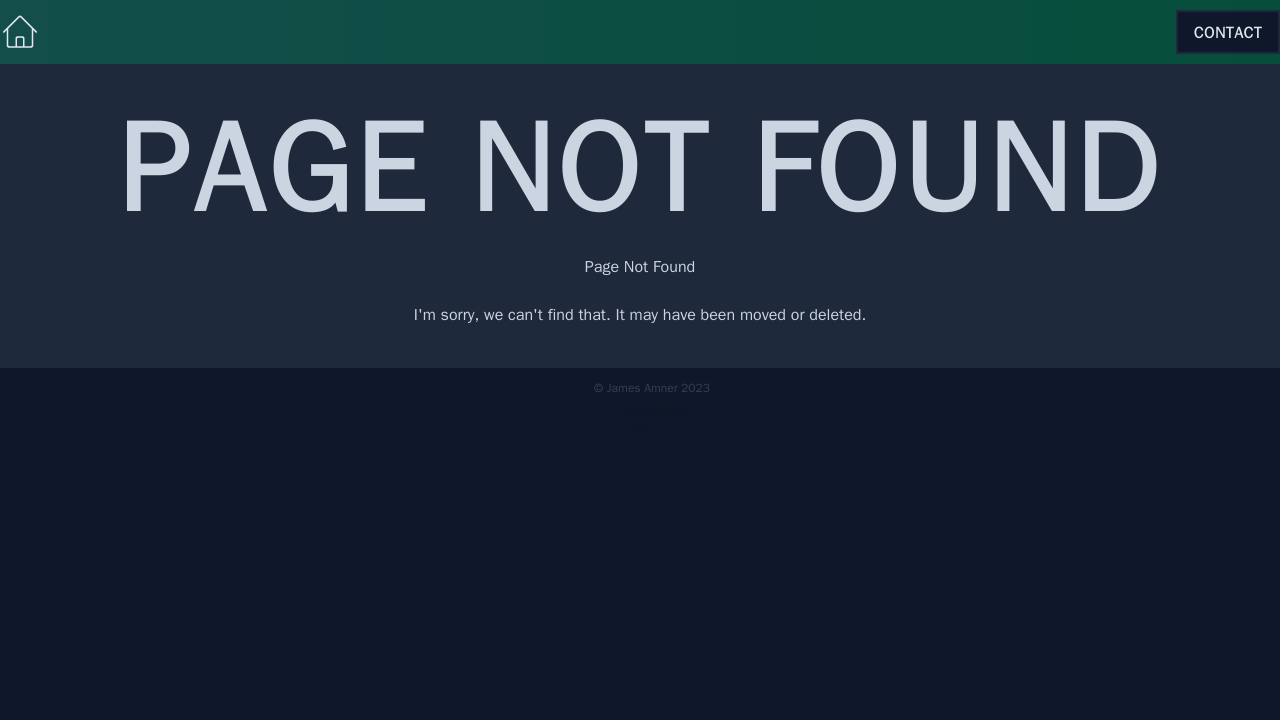 CONTACT
PAGE NOT FOUND
Page Not Found
I'm sorry, we can't find that. It may have been moved or deleted.
© James Amner 2023